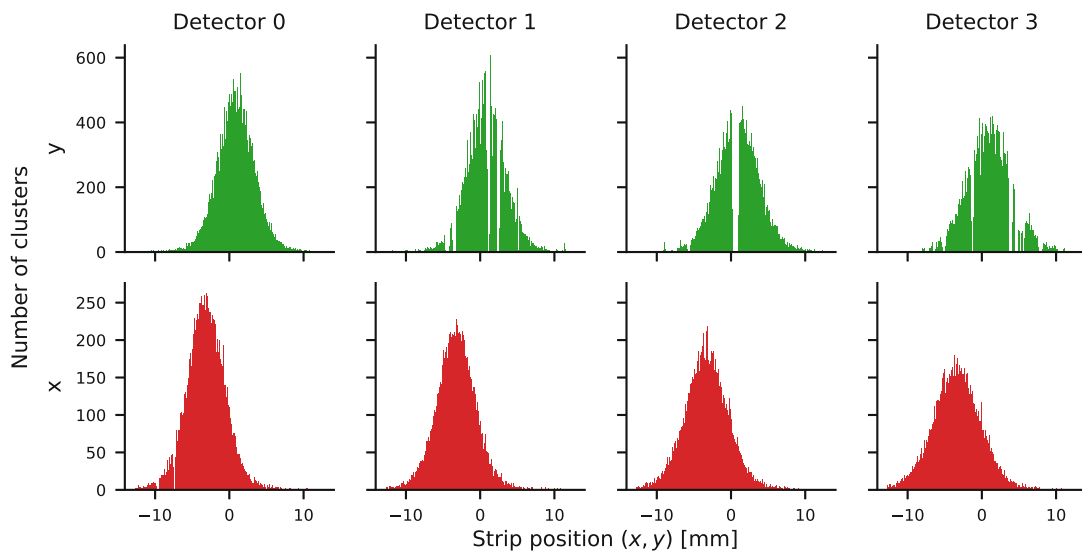 Detector 0 Detector 1 Detector 2 Detector 3
600
400
200
0
y
Number of clusters
250
200
150
100
50
0
x
−10 0 10 −10 0 10 −10 0 10 −10 0 10
Strip position (x, y) [mm]